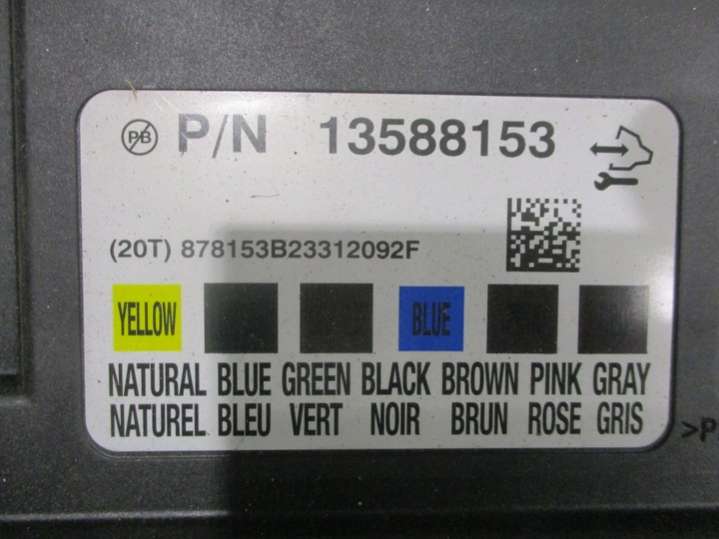 PB P/N 13588153
(20T) 878153B23312092F
YELLOW BLUE
NATURAL BLUE GREEN BLACK BROWN PINK GRAY
NATUREL BLEU VERT NOIR BRUN ROSE GRIS
>P